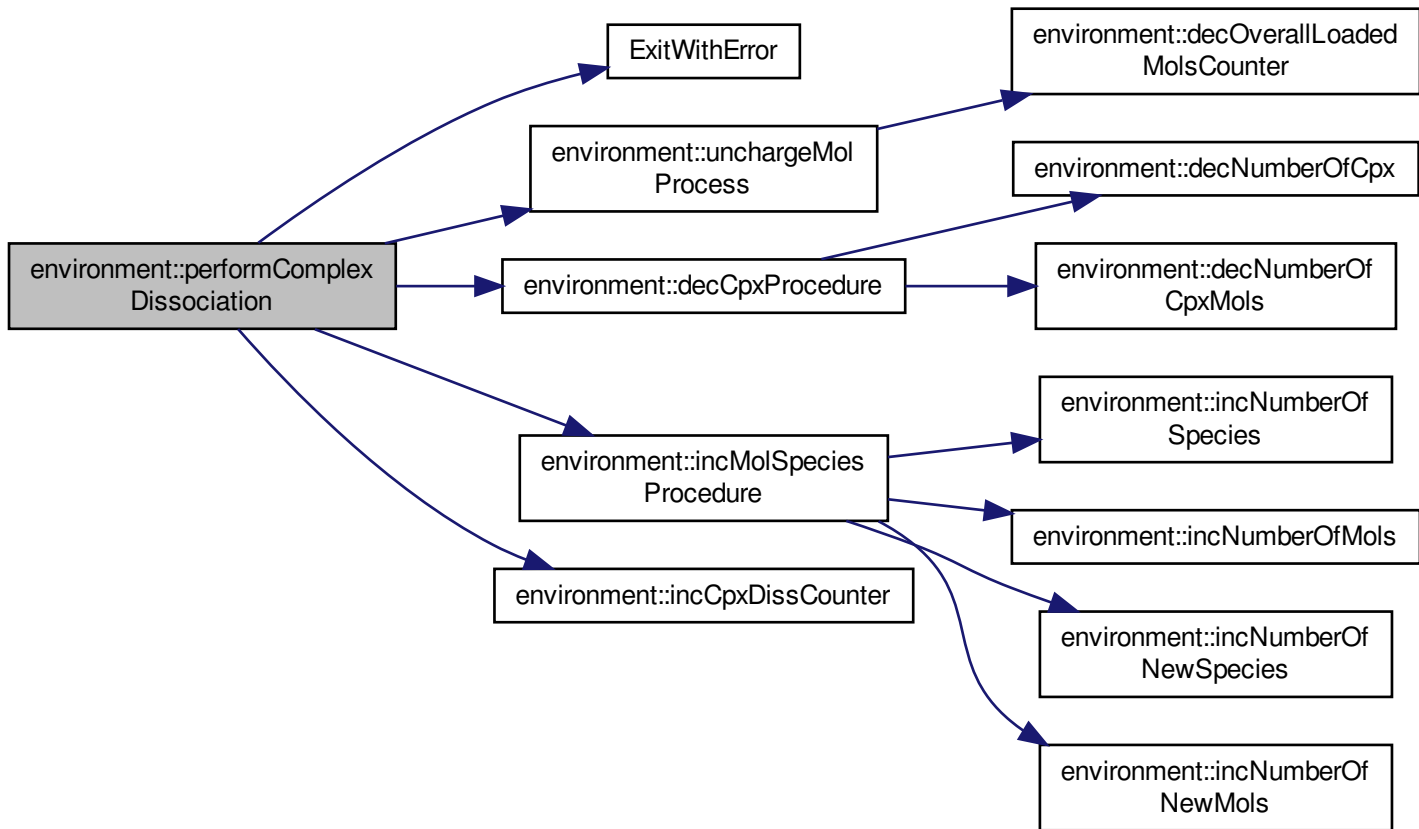 environment::performComplex
Dissociation
ExitWithError
environment::unchargeMol
Process
environment::decCpxProcedure
environment::incMolSpecies
Procedure
environment::incCpxDissCounter
environment::decOverallLoaded
MolsCounter
environment::decNumberOfCpx
environment::decNumberOf
CpxMols
environment::incNumberOf
Species
environment::incNumberOfMols
environment::incNumberOf
NewSpecies
environment::incNumberOf
NewMols